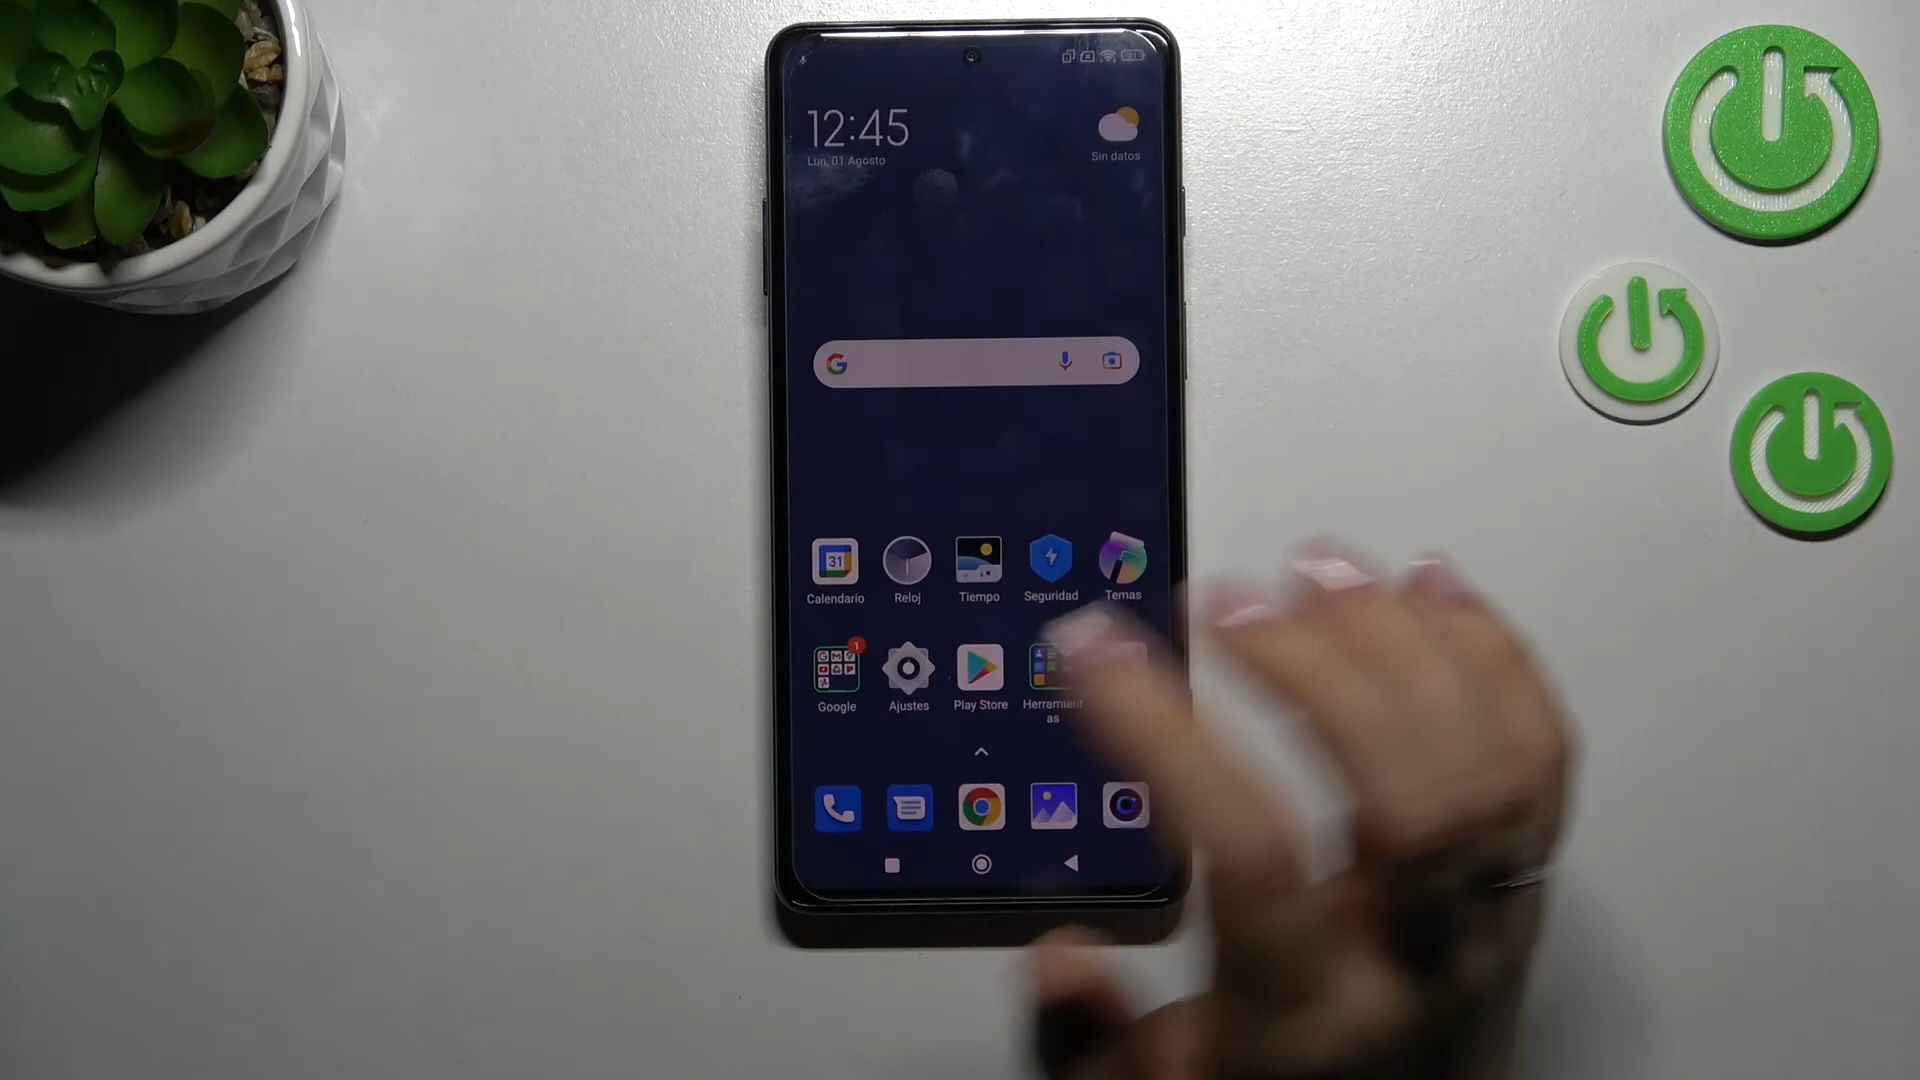 12:45
Lun, 01 Agosto
Sin datos
G
31
Calendario
Reloj
Tiempo
Seguridad
Temas
1
Google
Ajustes
Play Store
Herramient
as